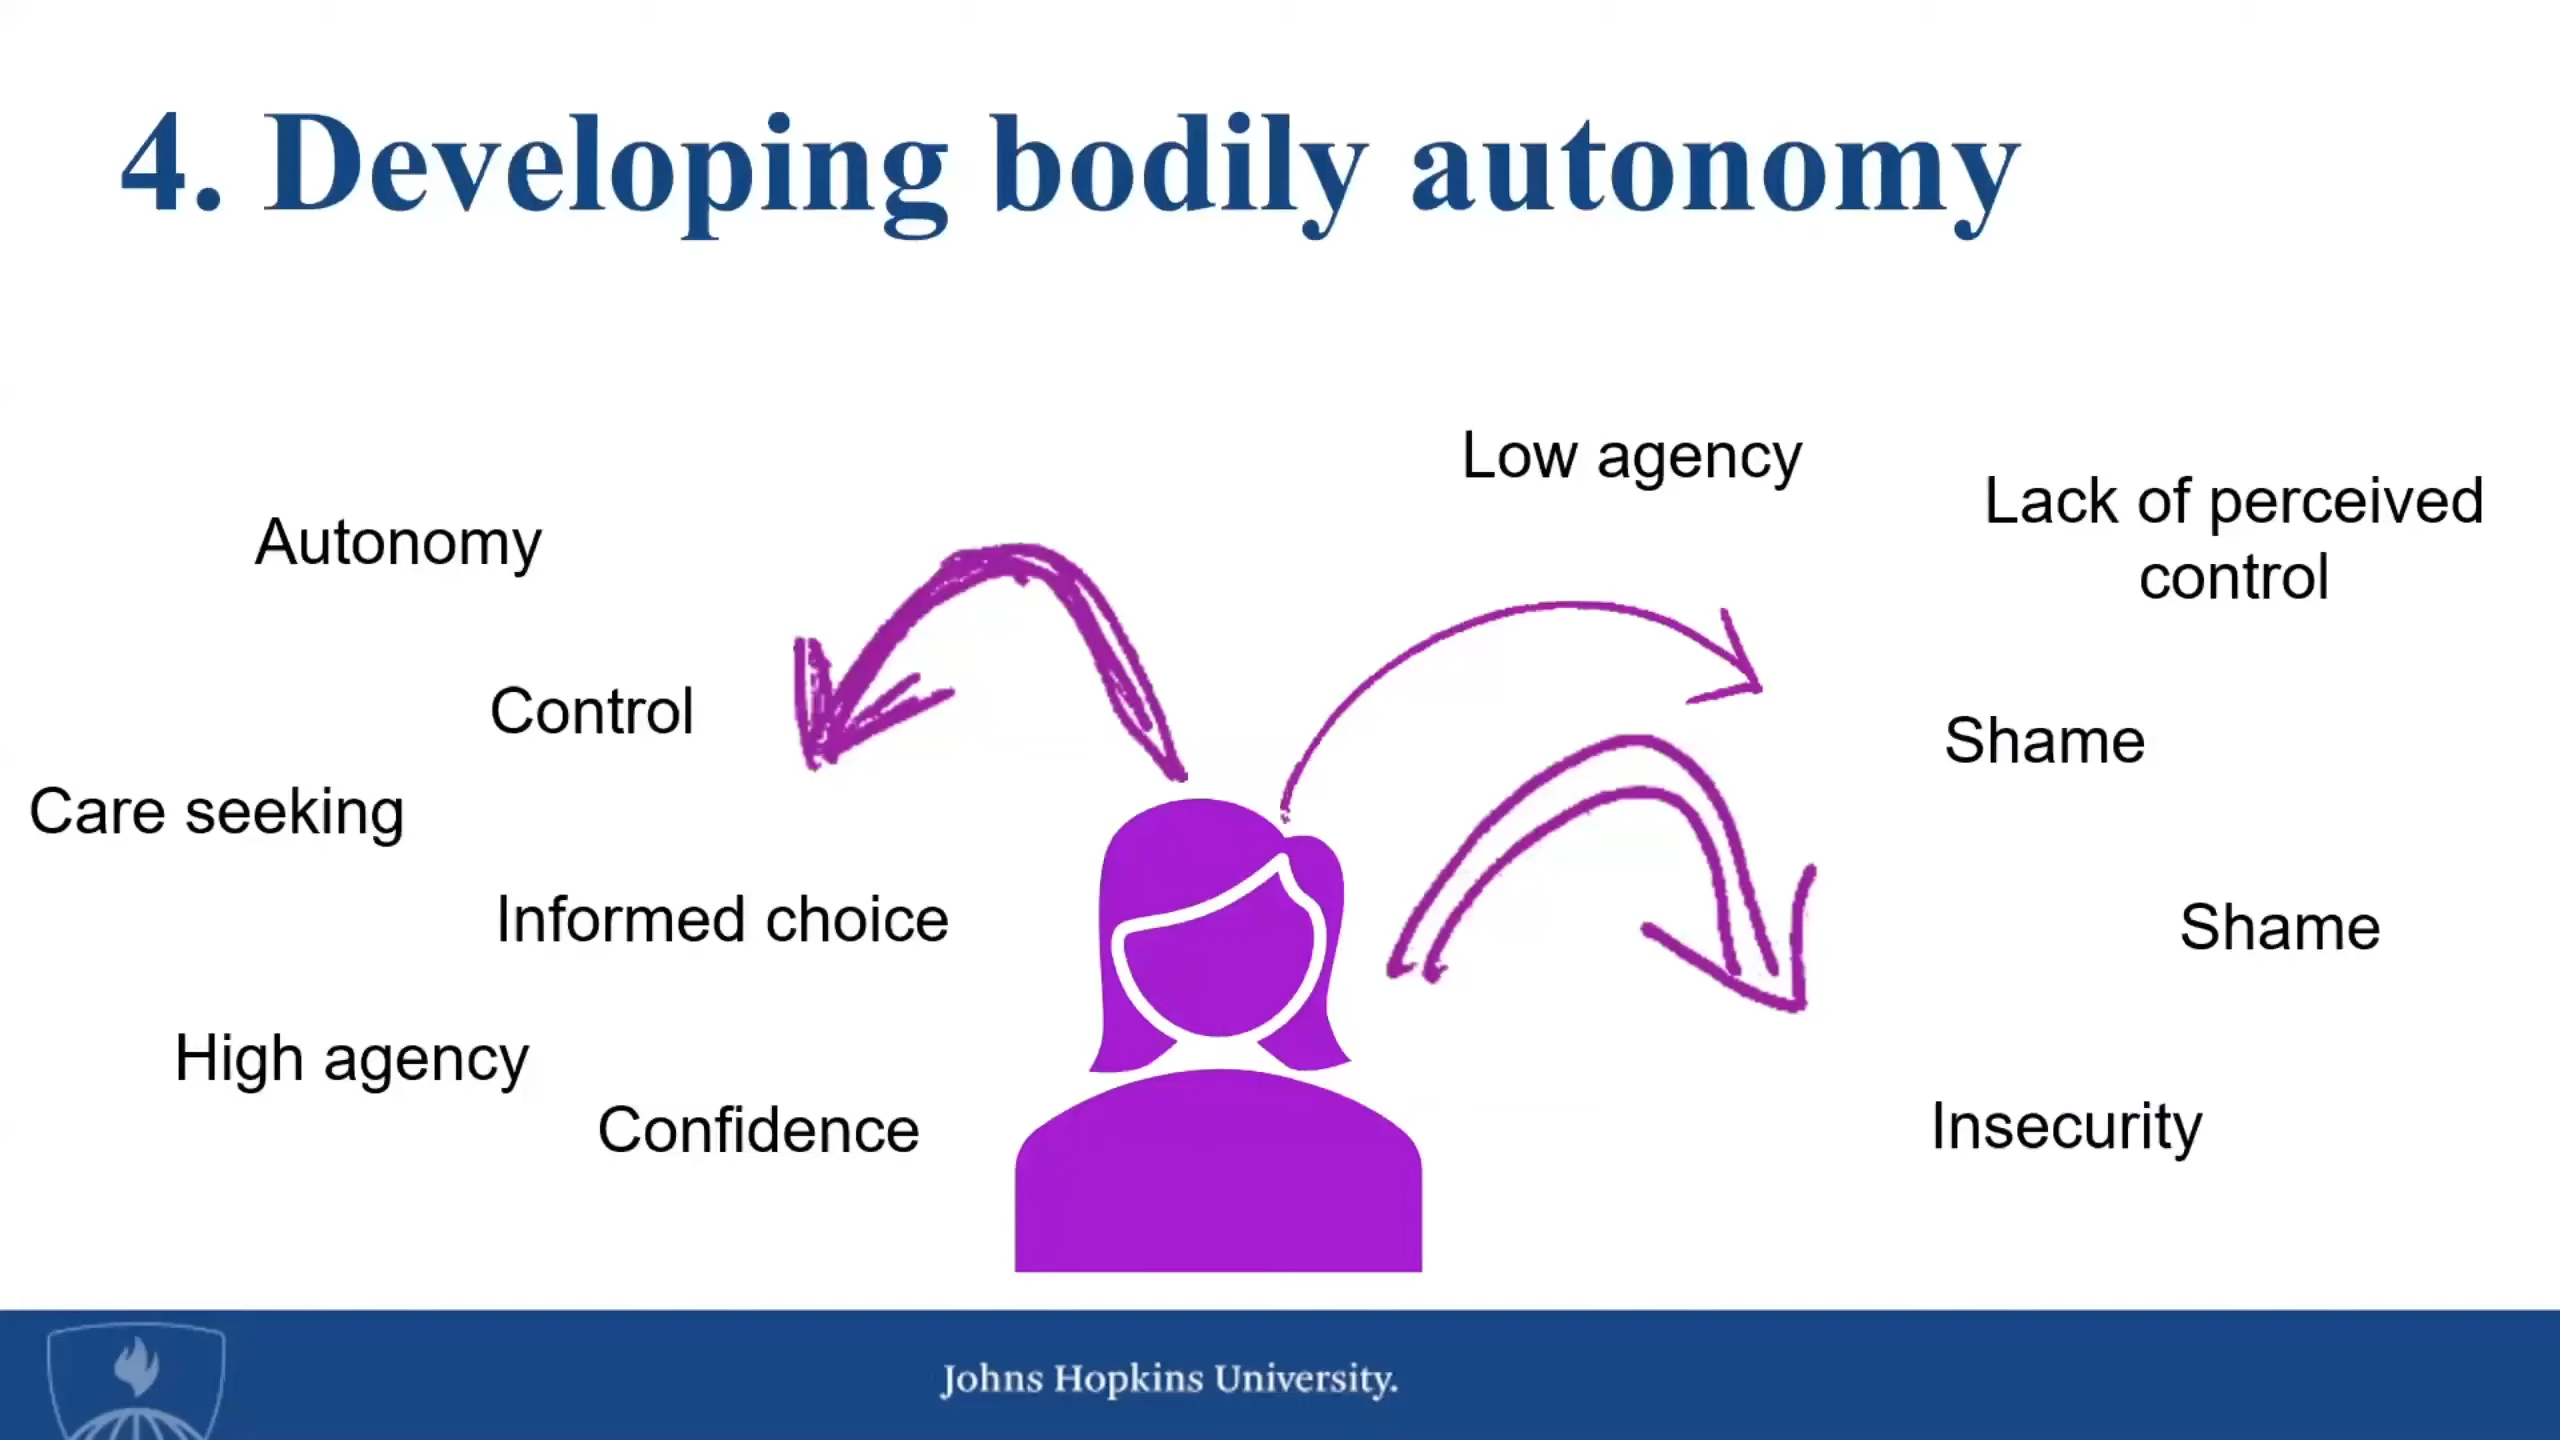 4. Developing bodily autonomy
Autonomy
Control
Care seeking
Informed choice
High agency
Confidence
Low agency
Lack of perceived
control
Shame
Shame
Insecurity
Johns Hopkins University.